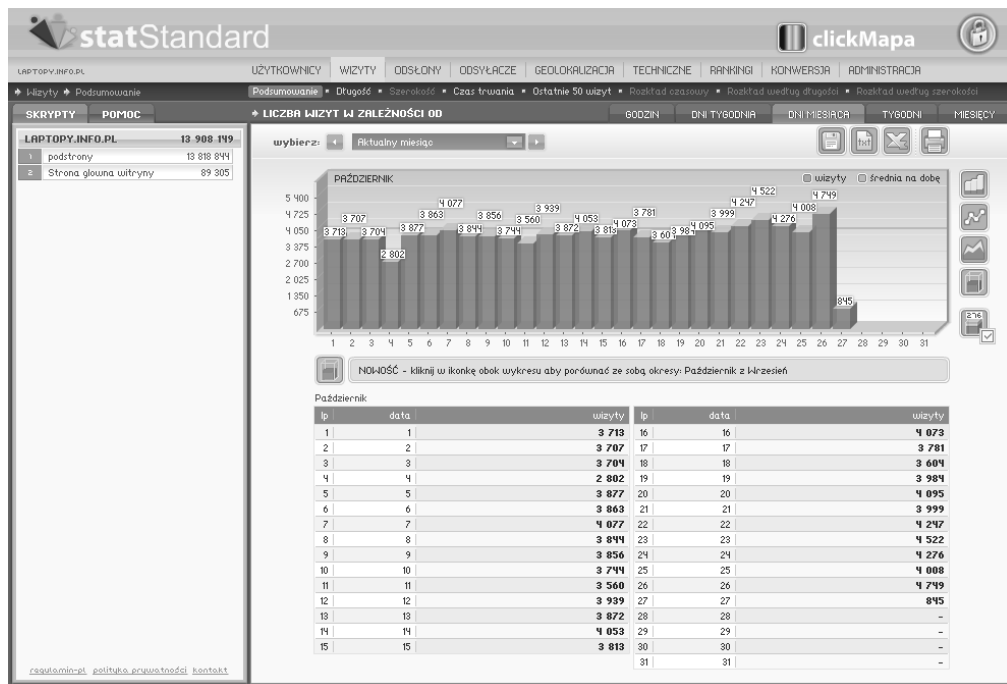 statStandard
clickMapa
LAPTOPY.INFO.PL
UŻYTKOWNICY WIZYTY ODSŁONY ODSYŁACZE GEOLOKALIZACJA TECHNICZNE RANKINGI KONWERSJA ADMINISTRACJA
Wizyty Podsumowanie
Podsumowanie Długość Szerokość Czas trwania Ostatnie 50 wizyt Rozkład czasowy Rozkład według długości Rozkład według szerokości
SKRYPTY POMOC
LICZBA WIZYT W ZALEŻNOŚCI OD
GODZIN DNI TYGODNIA DNI MIESIĄCA TYGODNI MIESIĘCY
LAPTOPY.INFO.PL 13 908 149
1 podstrony 13 818 844
2 Strona glowna witryny 89 305
wybierz: Aktualny miesiąc
txt
PAŹDZIERNIK
wizyty średnia na dobę
5 400
4 725
4 050
3 375
2 700
2 025
1 350
675
3 713 3 707 3 704 2 802 3 877 3 863 4 077 3 844 3 856 3 744 3 560 3 939 3 872 4 053 3 813 4 073 3 781 3 604 3 984 4 095 3 999 4 247 4 522 4 276 4 008 4 749 845
1 2 3 4 5 6 7 8 9 10 11 12 13 14 15 16 17 18 19 20 21 22 23 24 25 26 27 28 29 30 31
276
NOWOŚĆ - kliknij w ikonkę obok wykresu aby porównać ze sobą okresy: Październik z Wrzesień
Październik
lp data wizyty lp data wizyty
1 1 3 713 16 16 4 073
2 2 3 707 17 17 3 781
3 3 3 704 18 18 3 604
4 4 2 802 19 19 3 984
5 5 3 877 20 20 4 095
6 6 3 863 21 21 3 999
7 7 4 077 22 22 4 247
8 8 3 844 23 23 4 522
9 9 3 856 24 24 4 276
10 10 3 744 25 25 4 008
11 11 3 560 26 26 4 749
12 12 3 939 27 27 845
13 13 3 872 28 28 -
14 14 4 053 29 29 -
15 15 3 813 30 30 -
31 31 -
regulamin-pl polityka prywatności kontakt